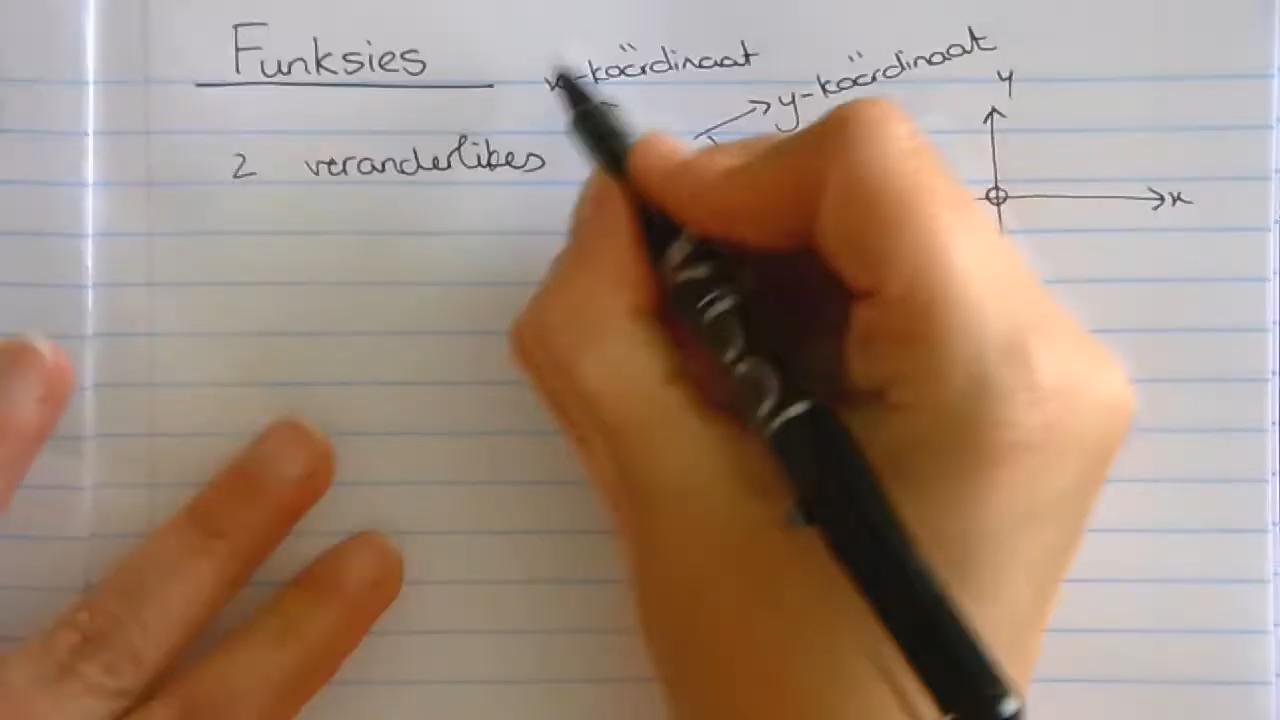 Funksies
x-koördinaat
y-koördinaat
2 veranderlikes
y
x